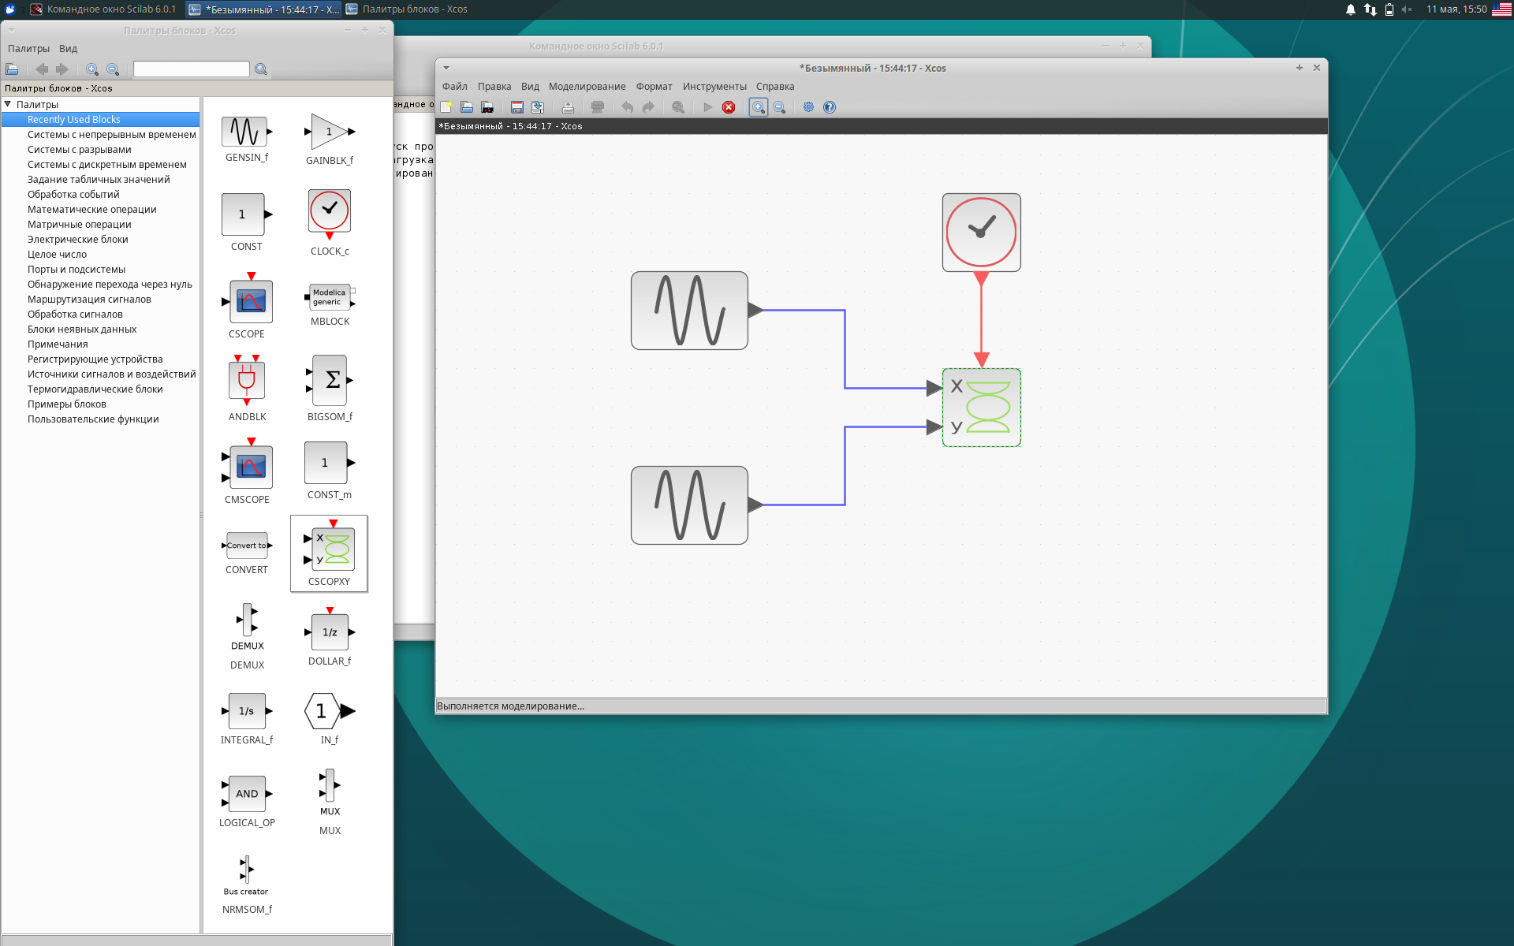 Командное окно Scilab 6.0.1
*Безымянный - 15:44:17 - X...
Палитры блоков - Xcos
11 мая, 15:50
Палитры блоков - Xcos
Палитры Вид
Палитры блоков - Xcos
Палитры
Recently Used Blocks
Системы с непрерывным временем
Системы с разрывами
Системы с дискретным временем
Задание табличных значений
Обработка событий
Математические операции
Матричные операции
Электрические блоки
Целое число
Порты и подсистемы
Обнаружение перехода через нуль
Маршрутизация сигналов
Обработка сигналов
Блоки неявных данных
Примечания
Регистрирующие устройства
Источники сигналов и воздействий
Термогидравлические блоки
Примеры блоков
Пользовательские функции
GENSIN_f
1
GAINBLK_f
1
CONST
CLOCK_c
CSCOPE
Modelica
generic
MBLOCK
ANDBLK
Σ
BIGSOM_f
CMSCOPE
1
CONST_m
Convert to
CONVERT
X
y
CSCOPXY
DEMUX
DEMUX
1/z
DOLLAR_f
1/s
INTEGRAL_f
1
IN_f
AND
LOGICAL_OP
MUX
MUX
Bus creator
NRMSOM_f
Командное окно Scilab 6.0.1
андное о
уск про
агрузка
ирован
*Безымянный - 15:44:17 - Xcos
Файл Правка Вид Моделирование Формат Инструменты Справка
*Безымянный - 15:44:17 - Xcos
X
y
Выполняется моделирование...